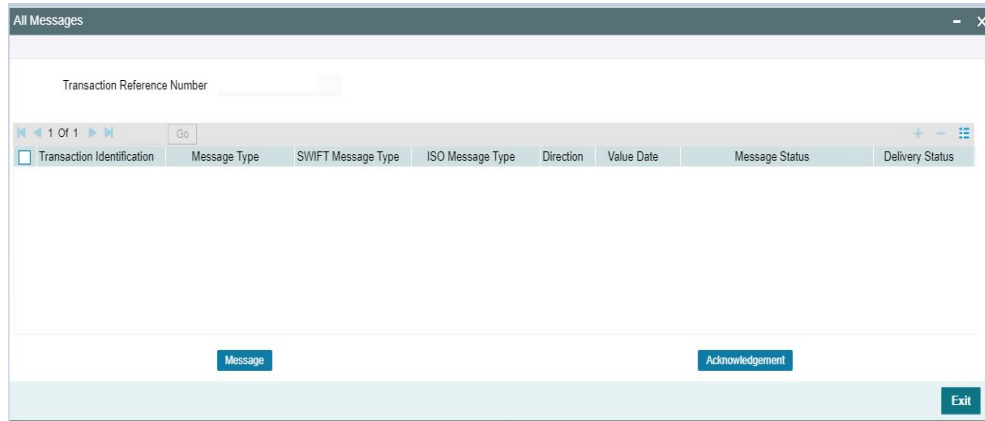 All Messages
Transaction Reference Number
1 Of 1 Go
Transaction Identification Message Type SWIFT Message Type ISO Message Type Direction Value Date Message Status Delivery Status
Message Acknowledgement
Exit